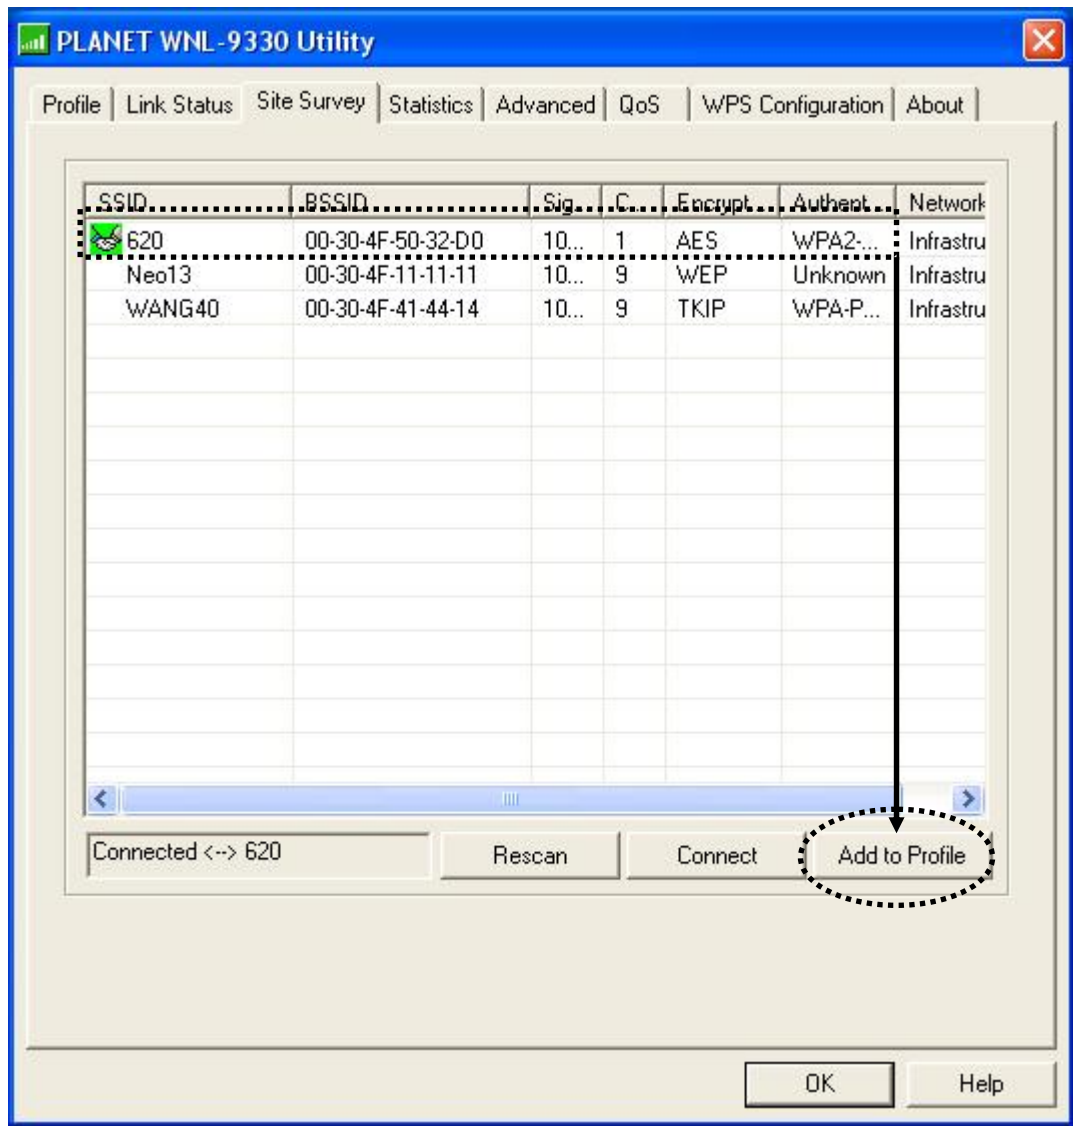 PLANET WNL-9330 Utility
Profile Link Status Site Survey Statistics Advanced QoS WPS Configuration About
SSID BSSID Sig... C... Encrypt... Authent... Network
620 00-30-4F-50-32-D0 10... 1 AES WPA2-... Infrastru
Neo13 00-30-4F-11-11-11 10... 9 WEP Unknown Infrastru
WANG40 00-30-4F-41-44-14 10... 9 TKIP WPA-P... Infrastru
Connected <--> 620 Rescan Connect Add to Profile
OK Help